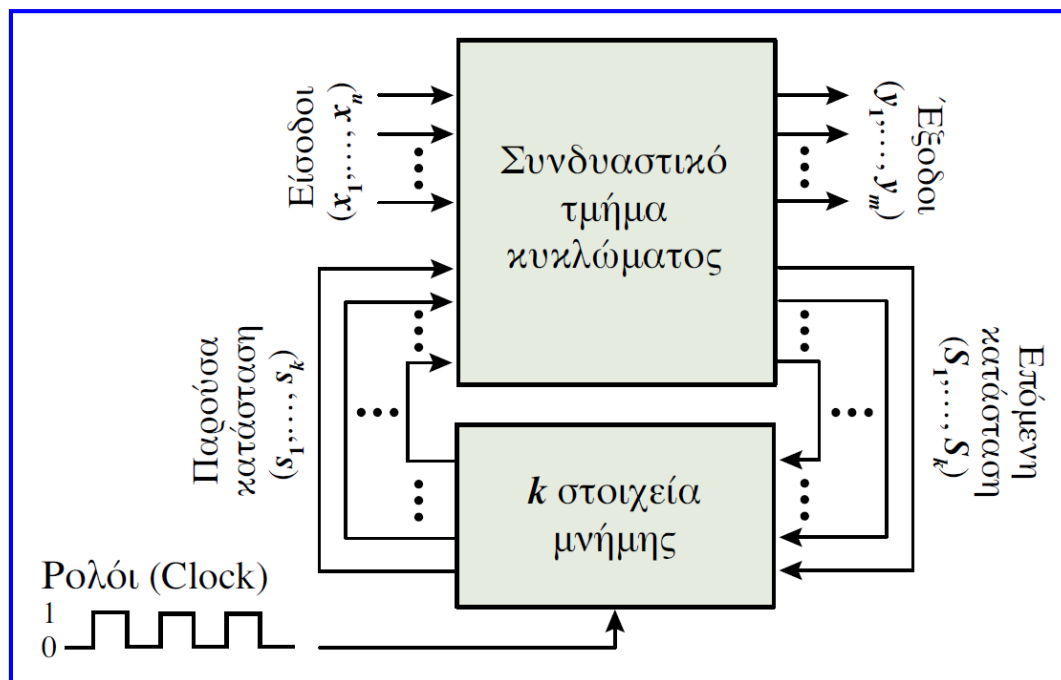 Είσοδοι
(x1,..., xn)
Συνδυαστικό
τμήμα
κυκλώματος
Έξοδοι
(y1,..., ym)
Παρούσα
κατάσταση
(s1,..., sk)
Επόμενη
κατάσταση
(S1,..., Sk)
k στοιχεία
μνήμης
Ρολόι (Clock)
1
0